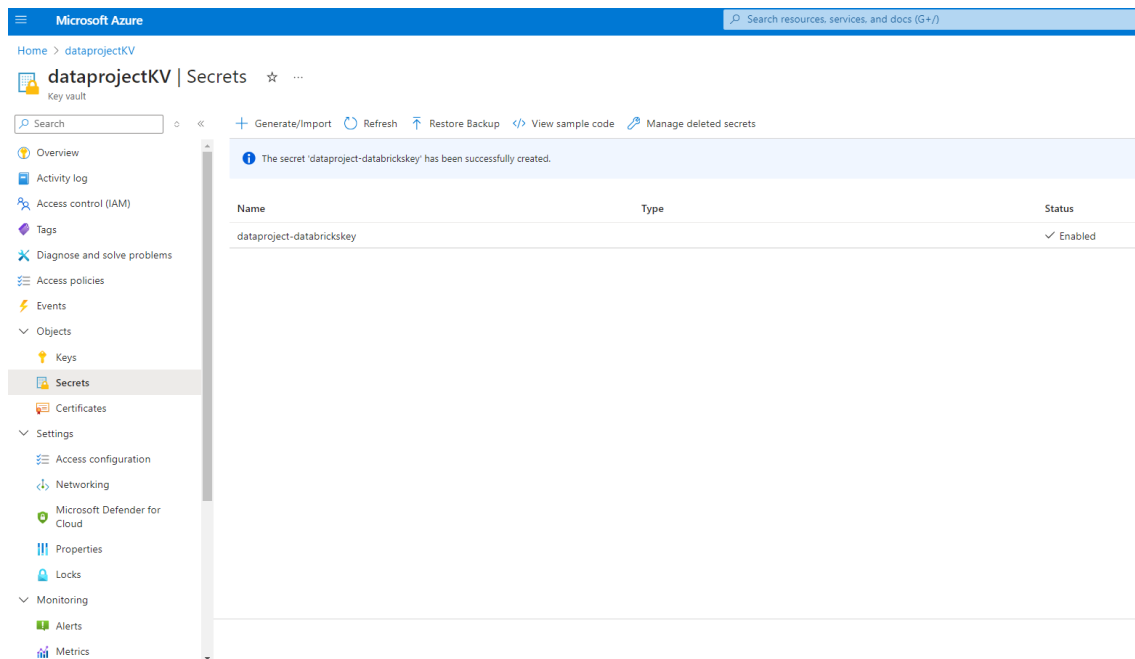 Microsoft Azure
Search resources, services, and docs (G+/)
Home > dataprojectKV
dataprojectKV | Secrets ☆ ...
Key vault
Search
Generate/Import Refresh Restore Backup </> View sample code Manage deleted secrets
Overview
Activity log
Access control (IAM)
Tags
Diagnose and solve problems
Access policies
Events
Objects
Keys
Secrets
Certificates
Settings
Access configuration
Networking
Microsoft Defender for
Cloud
Properties
Locks
Monitoring
Alerts
Metrics
The secret 'dataproject-databrickskey' has been successfully created.
Name Type Status
dataproject-databrickskey Enabled